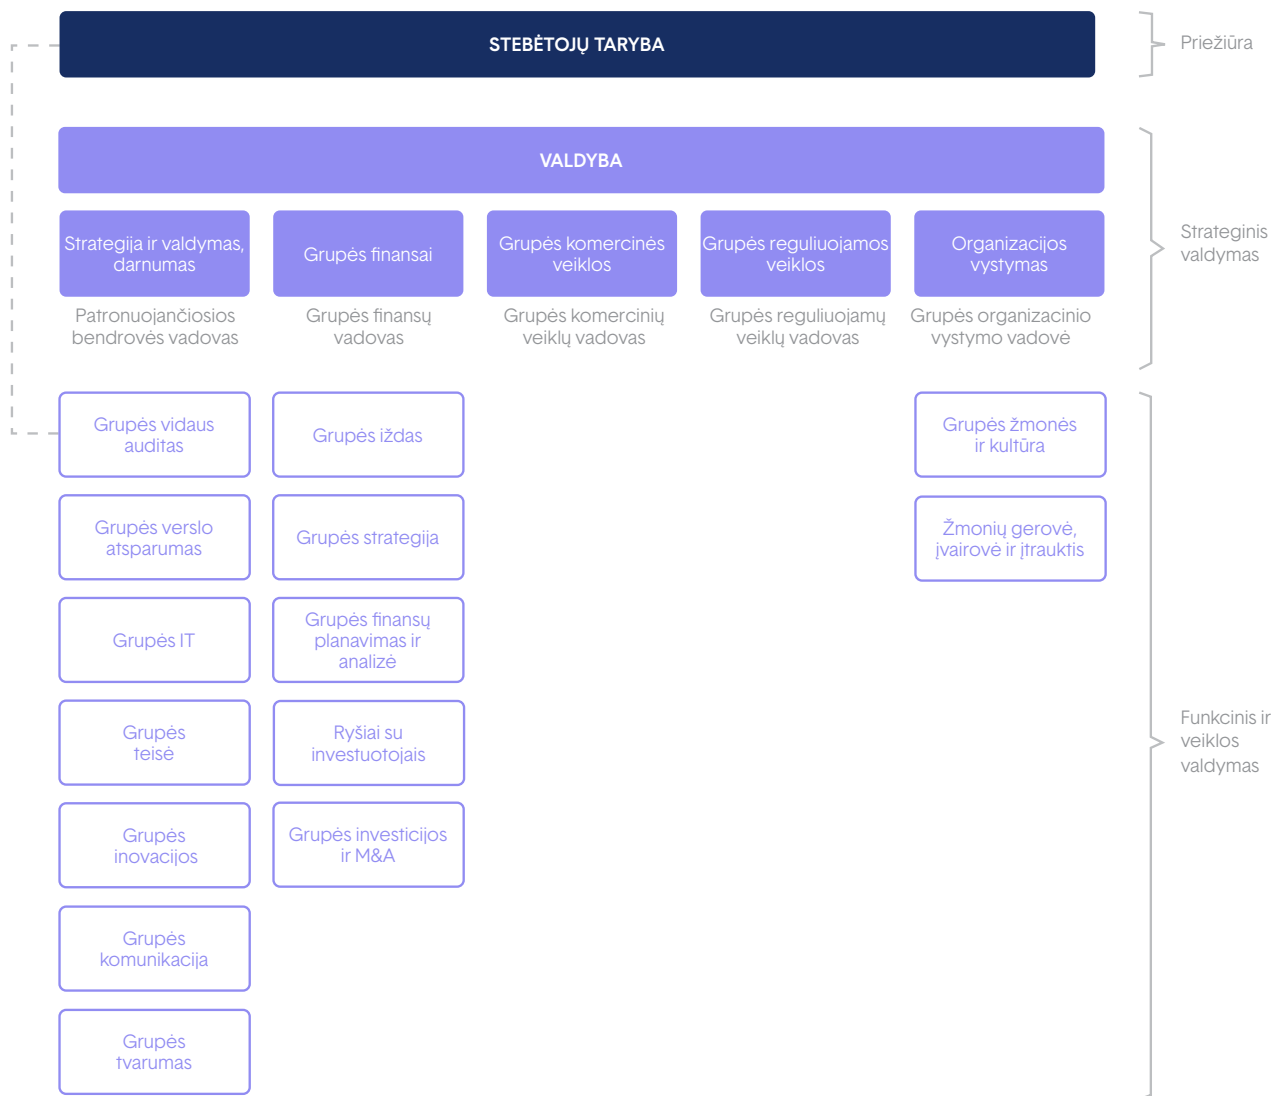 STEBĖTOJŲ TARYBA
Priežiūra
VALDYBA
Strategija ir valdymas,
darnumas
Grupės finansai
Grupės komercinės
veiklos
Grupės reguliuojamos
veiklos
Organizacijos
vystymas
Strateginis
valdymas
Patronuojančiosios
bendrovės vadovas
Grupės finansų
vadovas
Grupės komercinių
veiklų vadovas
Grupės reguliuojamų
veiklų vadovas
Grupės organizacinio
vystymo vadovė
Grupės vidaus
auditas
Grupės iždas
Grupės žmonės
ir kultūra
Grupės verslo
atsparumas
Grupės strategija
Žmonių gerovė,
įvairovė ir įtrauktis
Grupės IT
Grupės finansų
planavimas ir
analizė
Grupės
teisė
Ryšiai su
investuotojais
Funkcinis ir
veiklos
valdymas
Grupės
inovacijos
Grupės investicijos
ir M&A
Grupės
komunikacija
Grupės
tvarumas